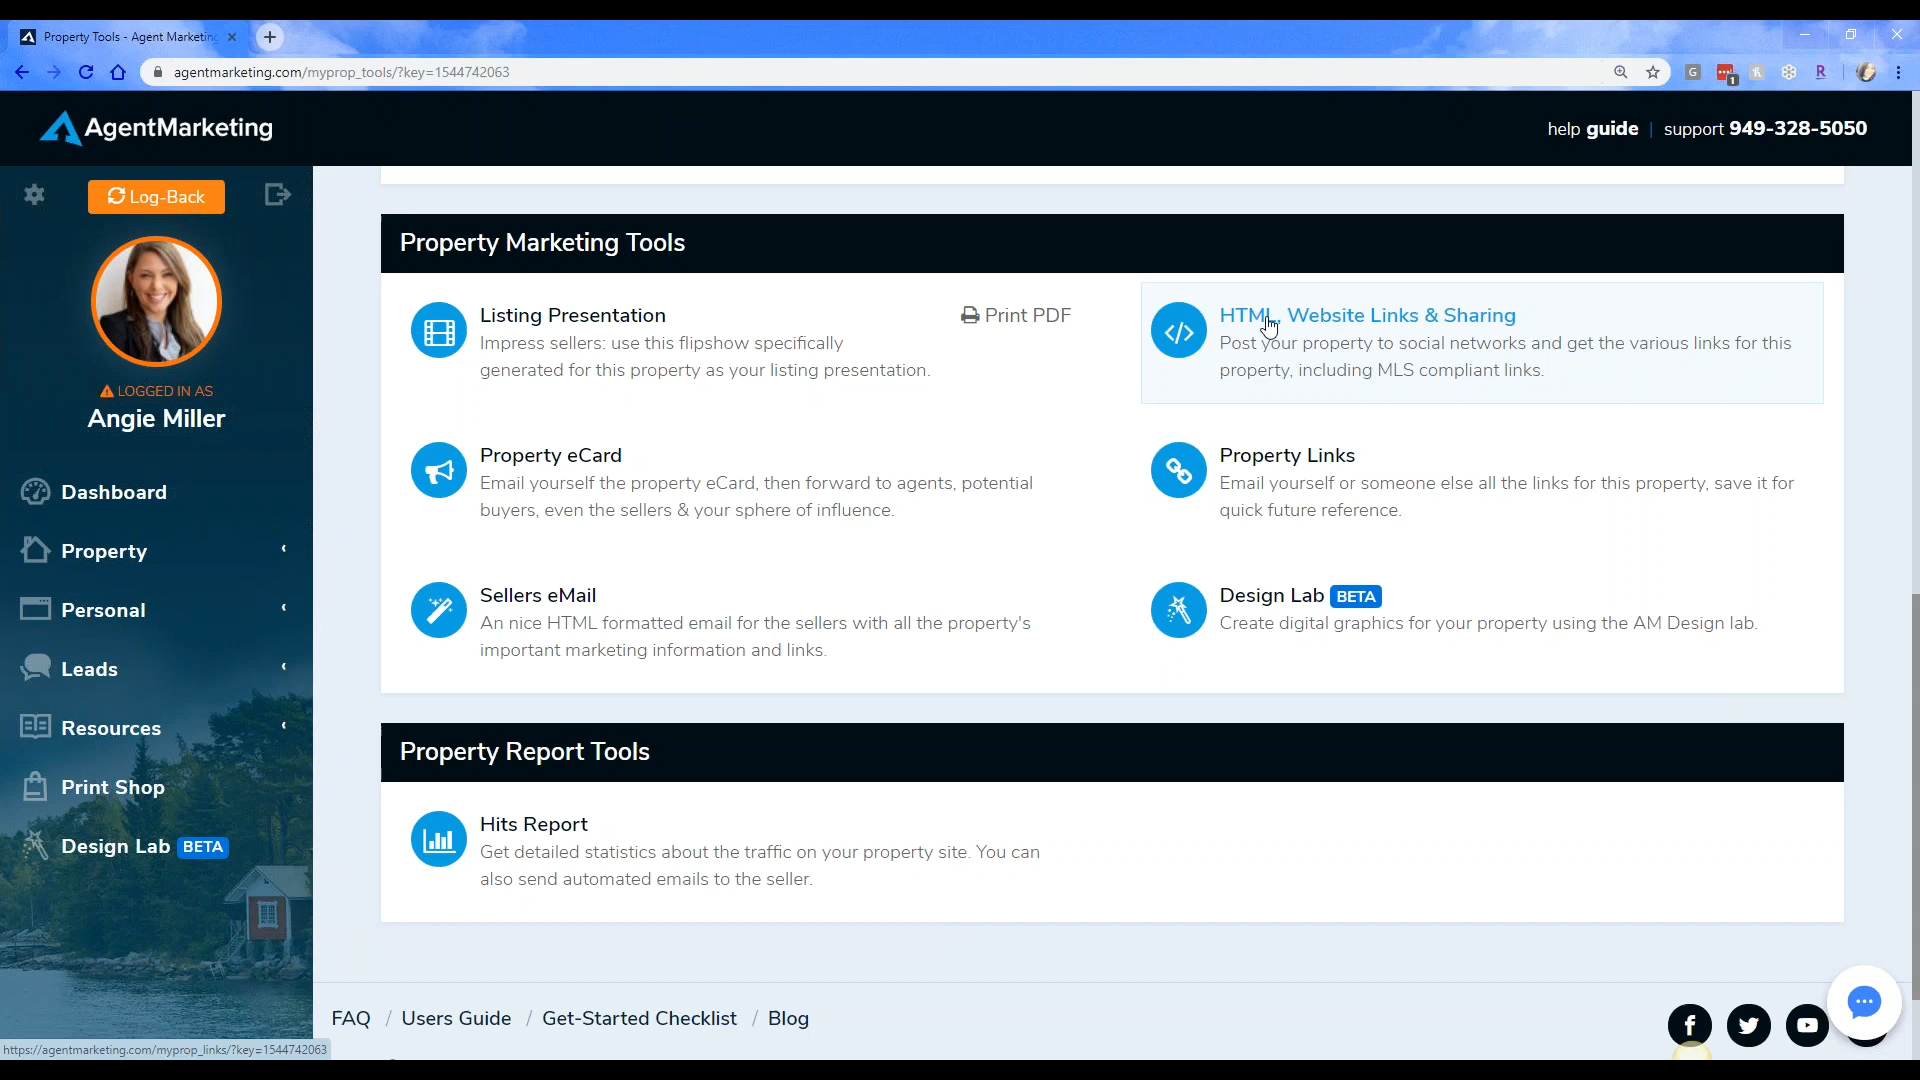 Property Tools - Agent Marketing
agentmarketing.com/myprop_tools/?key=1544742063
G
1
R
AgentMarketing
help guide | support 949-328-5050
Log-Back
LOGGED IN AS
Angie Miller
Dashboard
Property
Personal
Leads
Resources
Print Shop
Design Lab BETA
Property Marketing Tools
Listing Presentation
Print PDF
Impress sellers: use this flipshow specifically
generated for this property as your listing presentation.
HTML, Website Links & Sharing
Post your property to social networks and get the various links for this
property, including MLS compliant links.
Property eCard
Email yourself the property eCard, then forward to agents, potential
buyers, even the sellers & your sphere of influence.
Property Links
Email yourself or someone else all the links for this property, save it for
quick future reference.
Sellers eMail
An nice HTML formatted email for the sellers with all the property's
important marketing information and links.
Design Lab BETA
Create digital graphics for your property using the AM Design lab.
Property Report Tools
Hits Report
Get detailed statistics about the traffic on your property site. You can
also send automated emails to the seller.
FAQ / Users Guide / Get-Started Checklist / Blog
https://agentmarketing.com/myprop_links/?key=1544742063